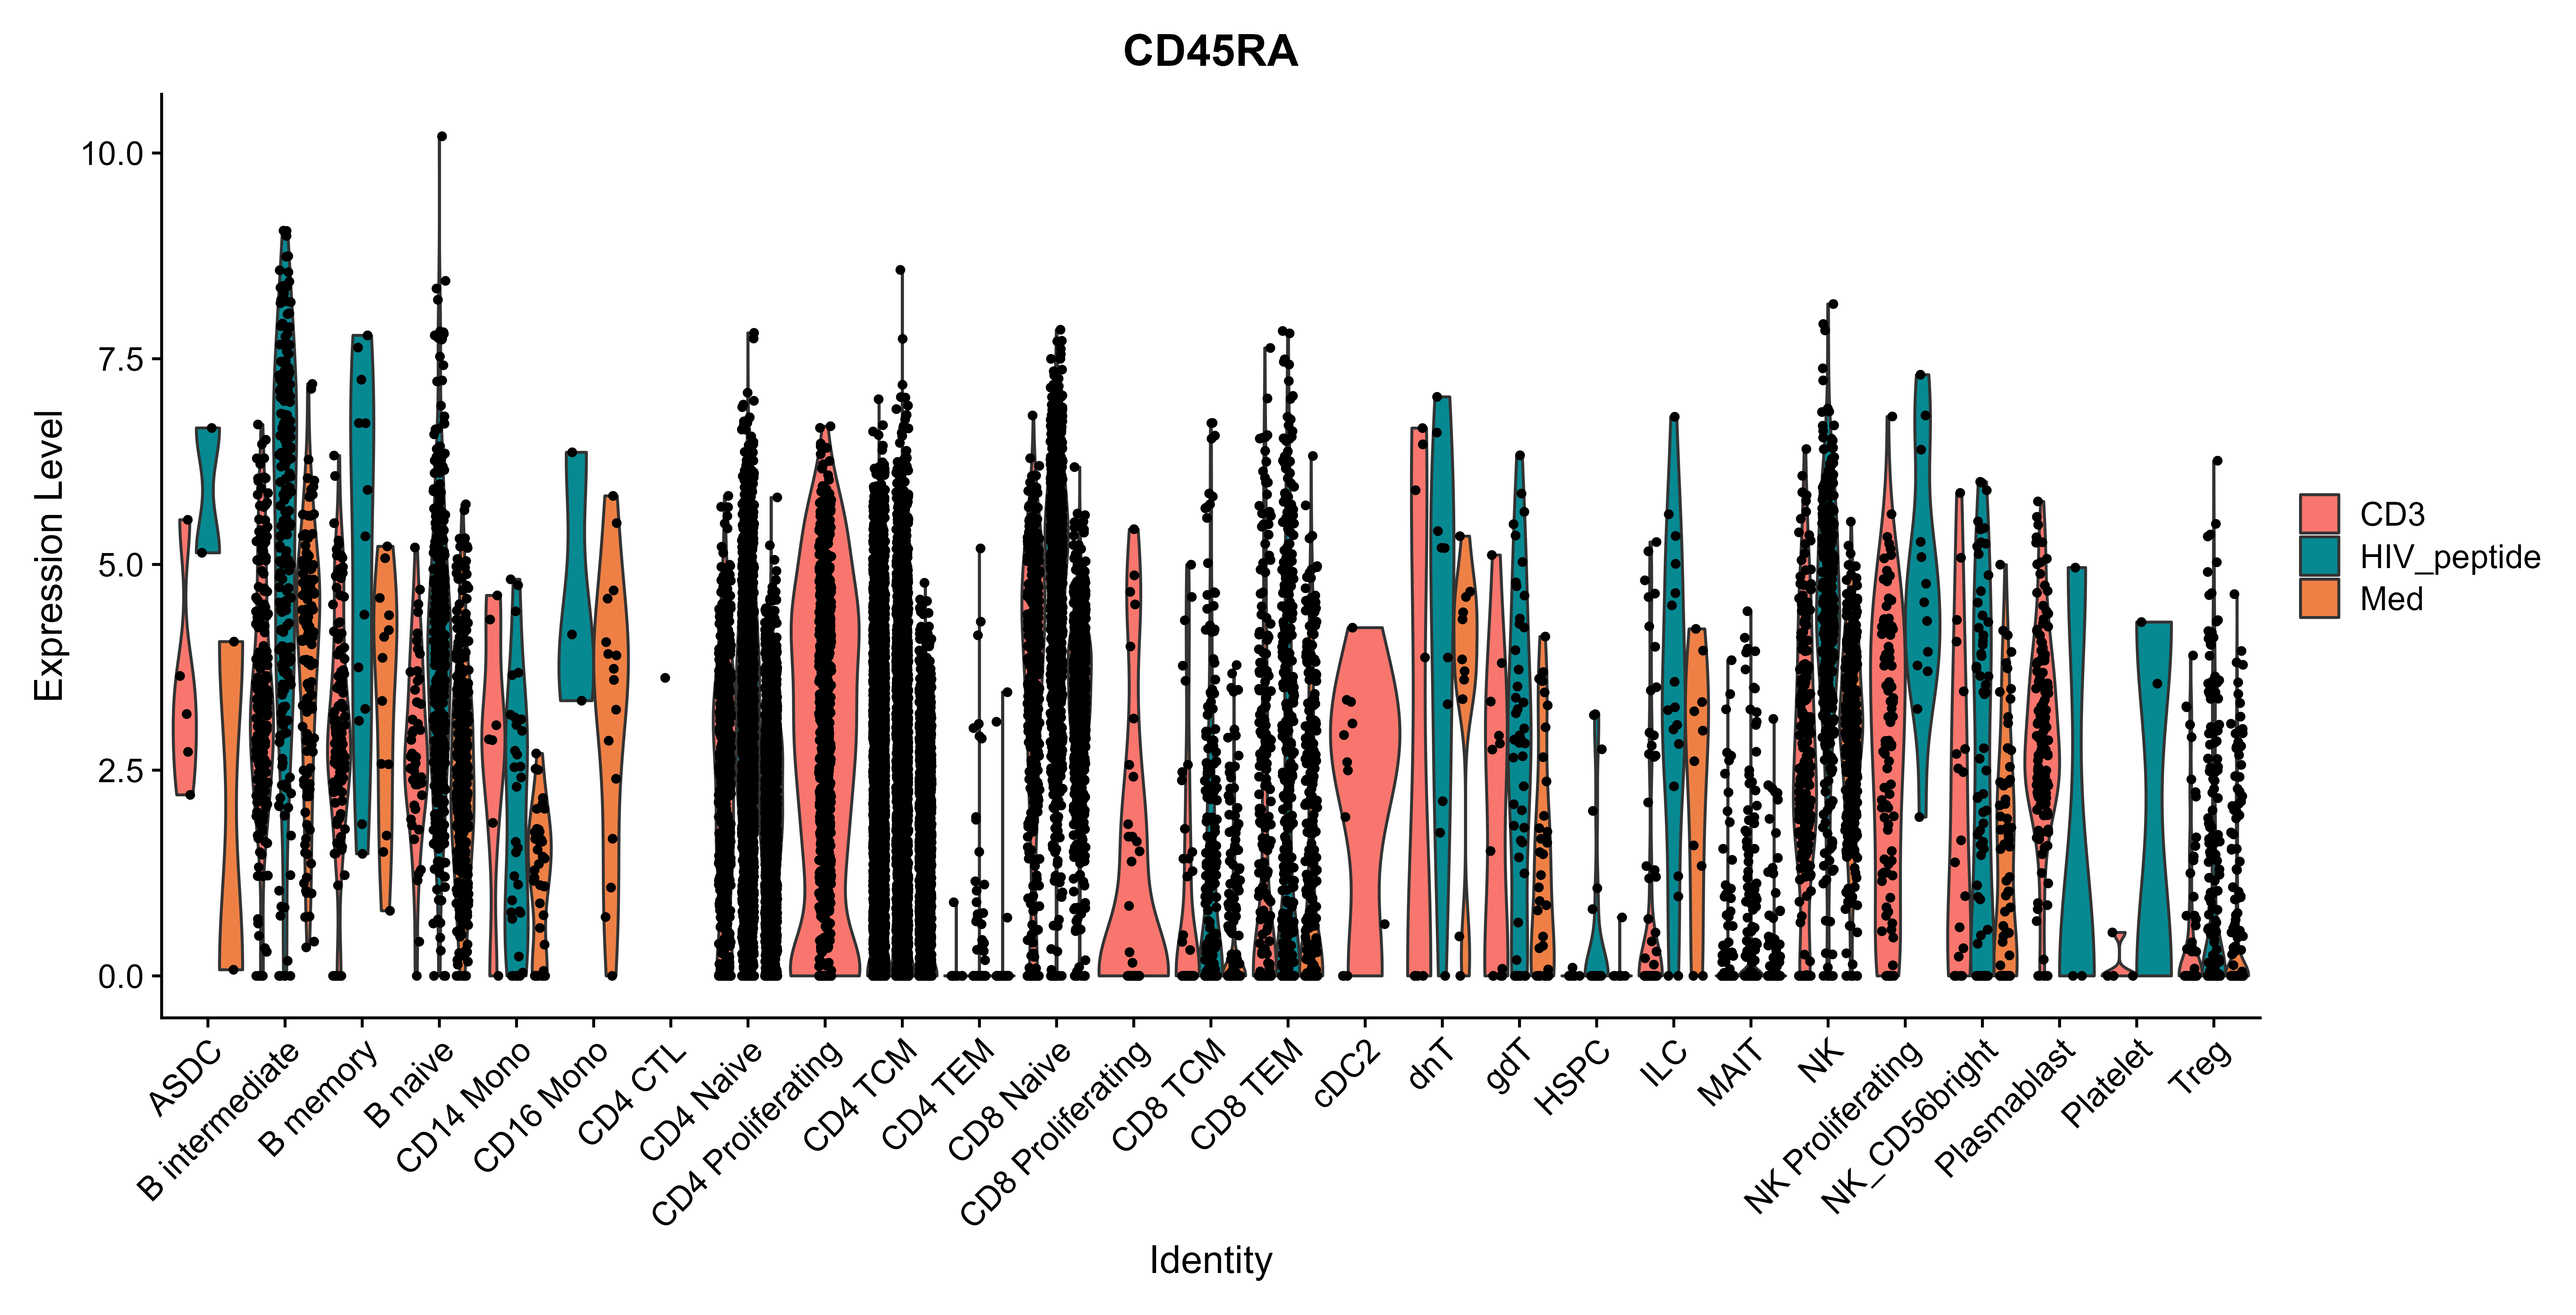 CD45RA
Expression Level
10.0
7.5
5.0
2.5
0.0
ASDC
B intermediate
B memory
B naive
CD14 Mono
CD16 Mono
CD4 CTL
CD4 Naive
CD4 Proliferating
CD4 TCM
CD4 TEM
CD8 Naive
CD8 Proliferating
CD8 TCM
CD8 TEM
cDC2
dnT
gdT
HSPC
ILC
MAIT
NK
NK Proliferating
NK_CD56bright
Plasmablast
Platelet
Treg
Identity
CD3
HIV_peptide
Med